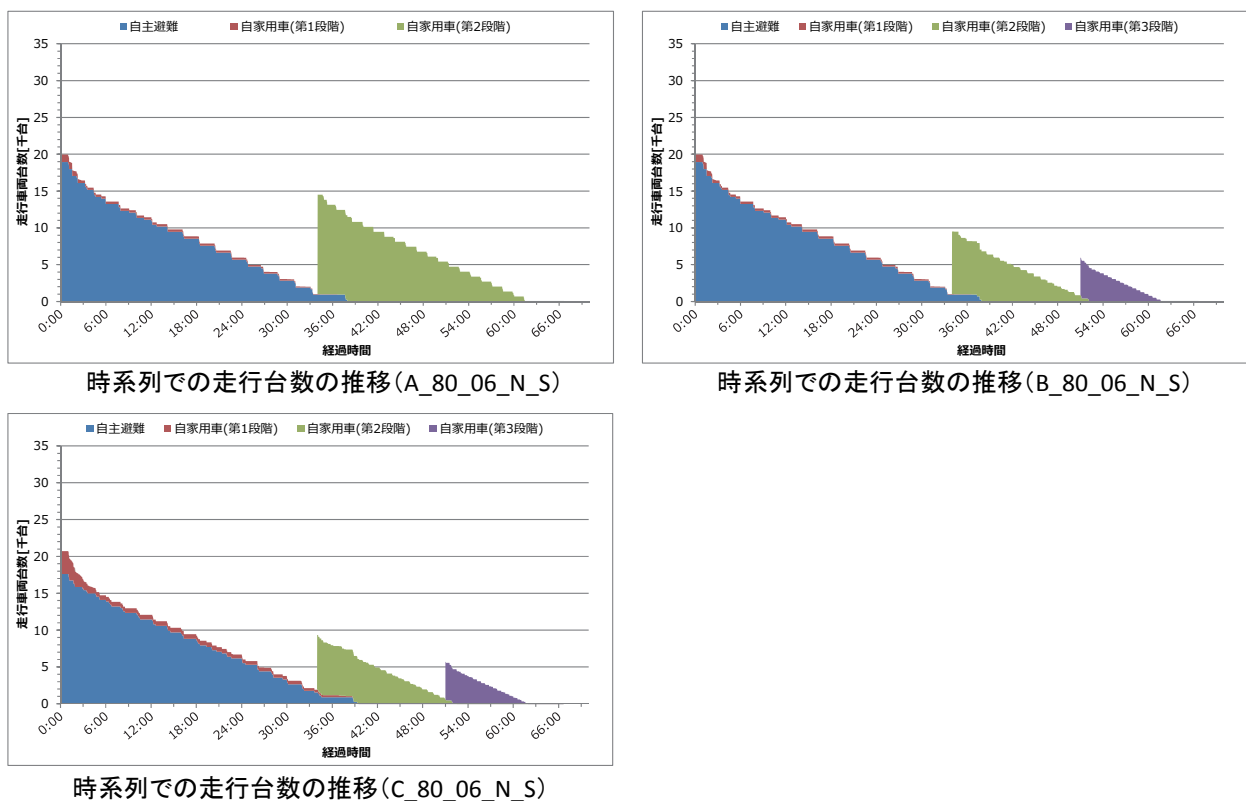 自主避難 自家用車(第1段階) 自家用車(第2段階)
走行車両台数[千台]
35
30
25
20
15
10
5
0
0:00 6:00 12:00 18:00 24:00 30:00 36:00 42:00 48:00 54:00 60:00 66:00
経過時間
時系列での走行台数の推移(A_80_06_N_S)
自主避難 自家用車(第1段階) 自家用車(第2段階) 自家用車(第3段階)
走行車両台数[千台]
35
30
25
20
15
10
5
0
0:00 6:00 12:00 18:00 24:00 30:00 36:00 42:00 48:00 54:00 60:00 66:00
経過時間
時系列での走行台数の推移(B_80_06_N_S)
自主避難 自家用車(第1段階) 自家用車(第2段階) 自家用車(第3段階)
走行車両台数[千台]
35
30
25
20
15
10
5
0
0:00 6:00 12:00 18:00 24:00 30:00 36:00 42:00 48:00 54:00 60:00 66:00
経過時間
時系列での走行台数の推移(C_80_06_N_S)